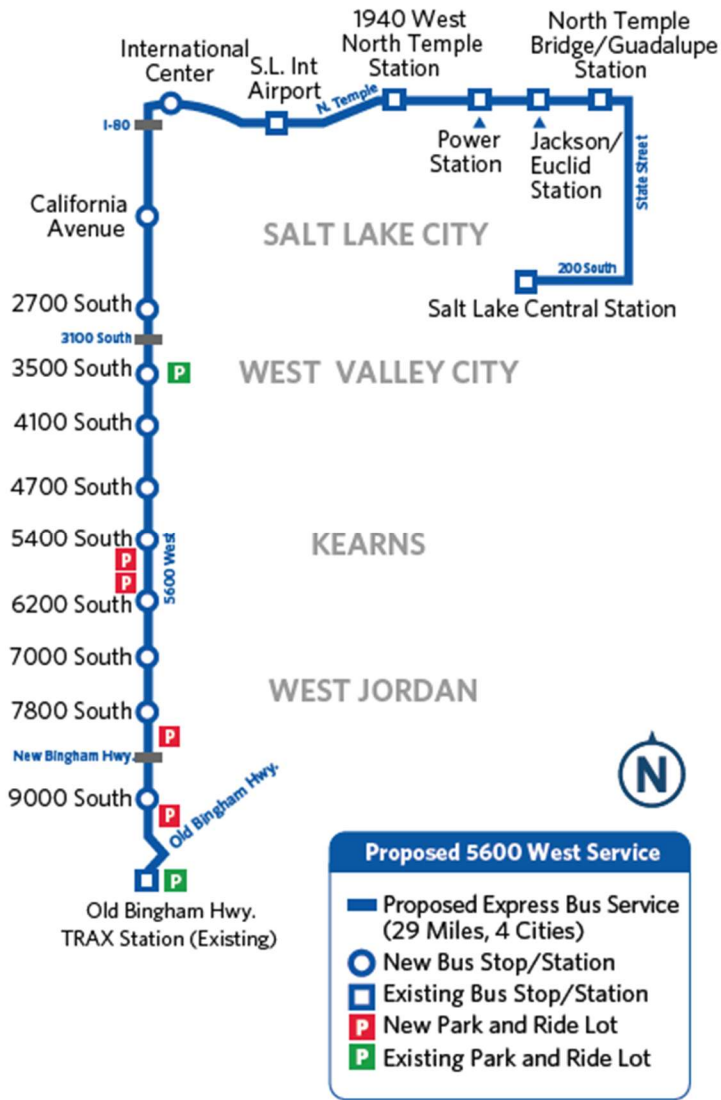 1940 West
North Temple
Station
North Temple
Bridge/Guadalupe
Station
International
Center
S.L. Int
Airport
N. Temple
I-80
Power
Station
Jackson/
Euclid
Station
State Street
California
Avenue
SALT LAKE CITY
200 South
Salt Lake Central Station
2700 South
3100 South
3500 South
P
WEST VALLEY CITY
4100 South
4700 South
5400 South
P
P
5600 West
KEARNS
6200 South
7000 South
7800 South
WEST JORDAN
P
New Bingham Hwy.
9000 South
P
Old Bingham Hwy.
P
Old Bingham Hwy.
TRAX Station (Existing)
N
Proposed 5600 West Service
Proposed Express Bus Service
(29 Miles, 4 Cities)
New Bus Stop/Station
Existing Bus Stop/Station
P New Park and Ride Lot
P Existing Park and Ride Lot